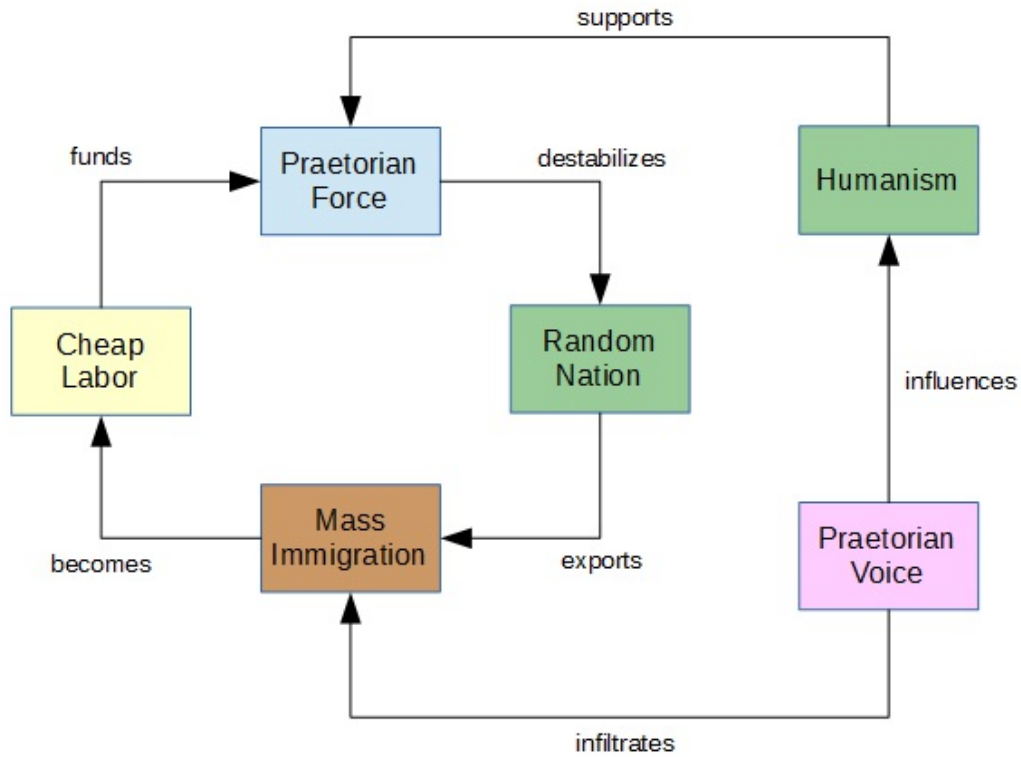 supports
funds
Praetorian
Force
destabilizes
Humanism
Cheap
Labor
Random
Nation
influences
Mass
Immigration
Praetorian
Voice
becomes
exports
infiltrates